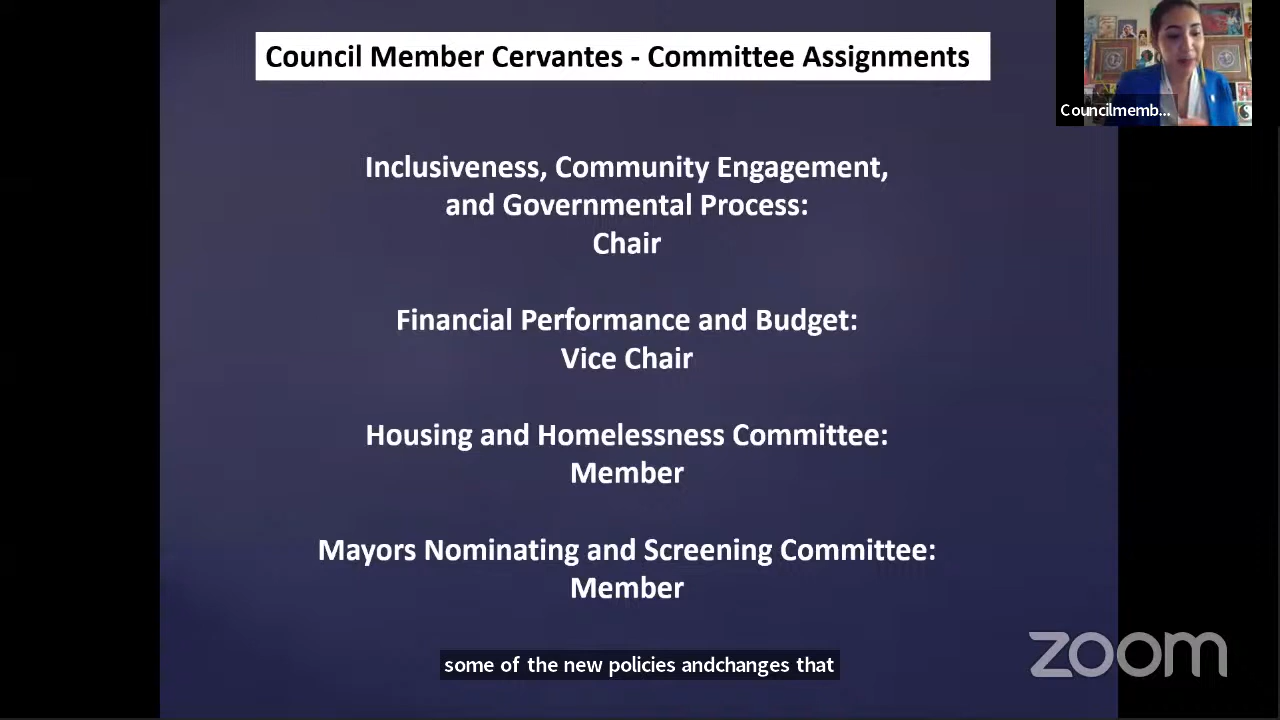 Council Member Cervantes - Committee Assignments
Councilmemb...
Inclusiveness, Community Engagement,
and Governmental Process:
Chair
Financial Performance and Budget:
Vice Chair
Housing and Homelessness Committee:
Member
Mayors Nominating and Screening Committee:
Member
some of the new policies andchanges that
zoom